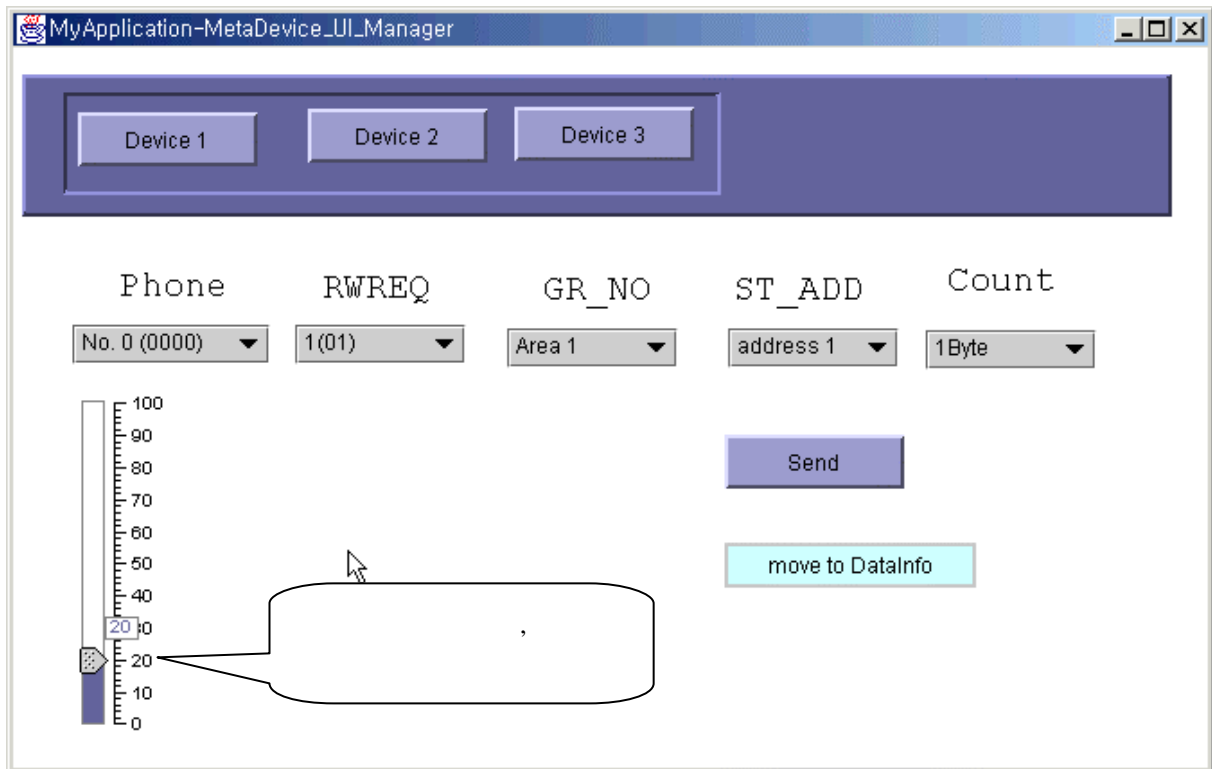 MyApplication-MetaDevice_UI_Manager
Device 1 Device 2 Device 3
Phone RWREQ GR_NO ST_ADD Count
No. 0 (0000) 1(01) Area 1 address 1 1Byte
100
90
80
70
60
50
40
20
20
10
0
Send
move to DataInfo
,